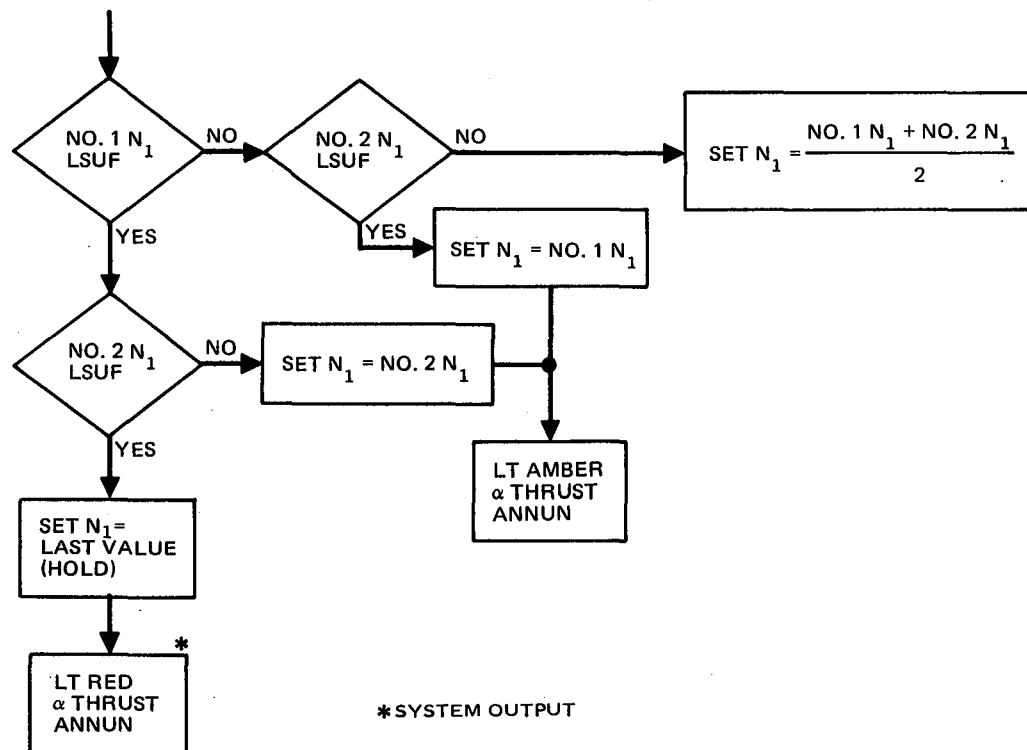 NO. 1 N₁
LSUF
NO
NO. 2 N₁
LSUF
NO
SET N₁ = NO. 1 N₁ + NO. 2 N₁
2
YES
YES
SET N₁ = NO. 1 N₁
NO. 2 N₁
LSUF
NO
SET N₁ = NO. 2 N₁
YES
LT AMBER
α THRUST
ANNUN
SET N₁=
LAST VALUE
(HOLD)
*
LT RED
α THRUST
ANNUN
*SYSTEM OUTPUT